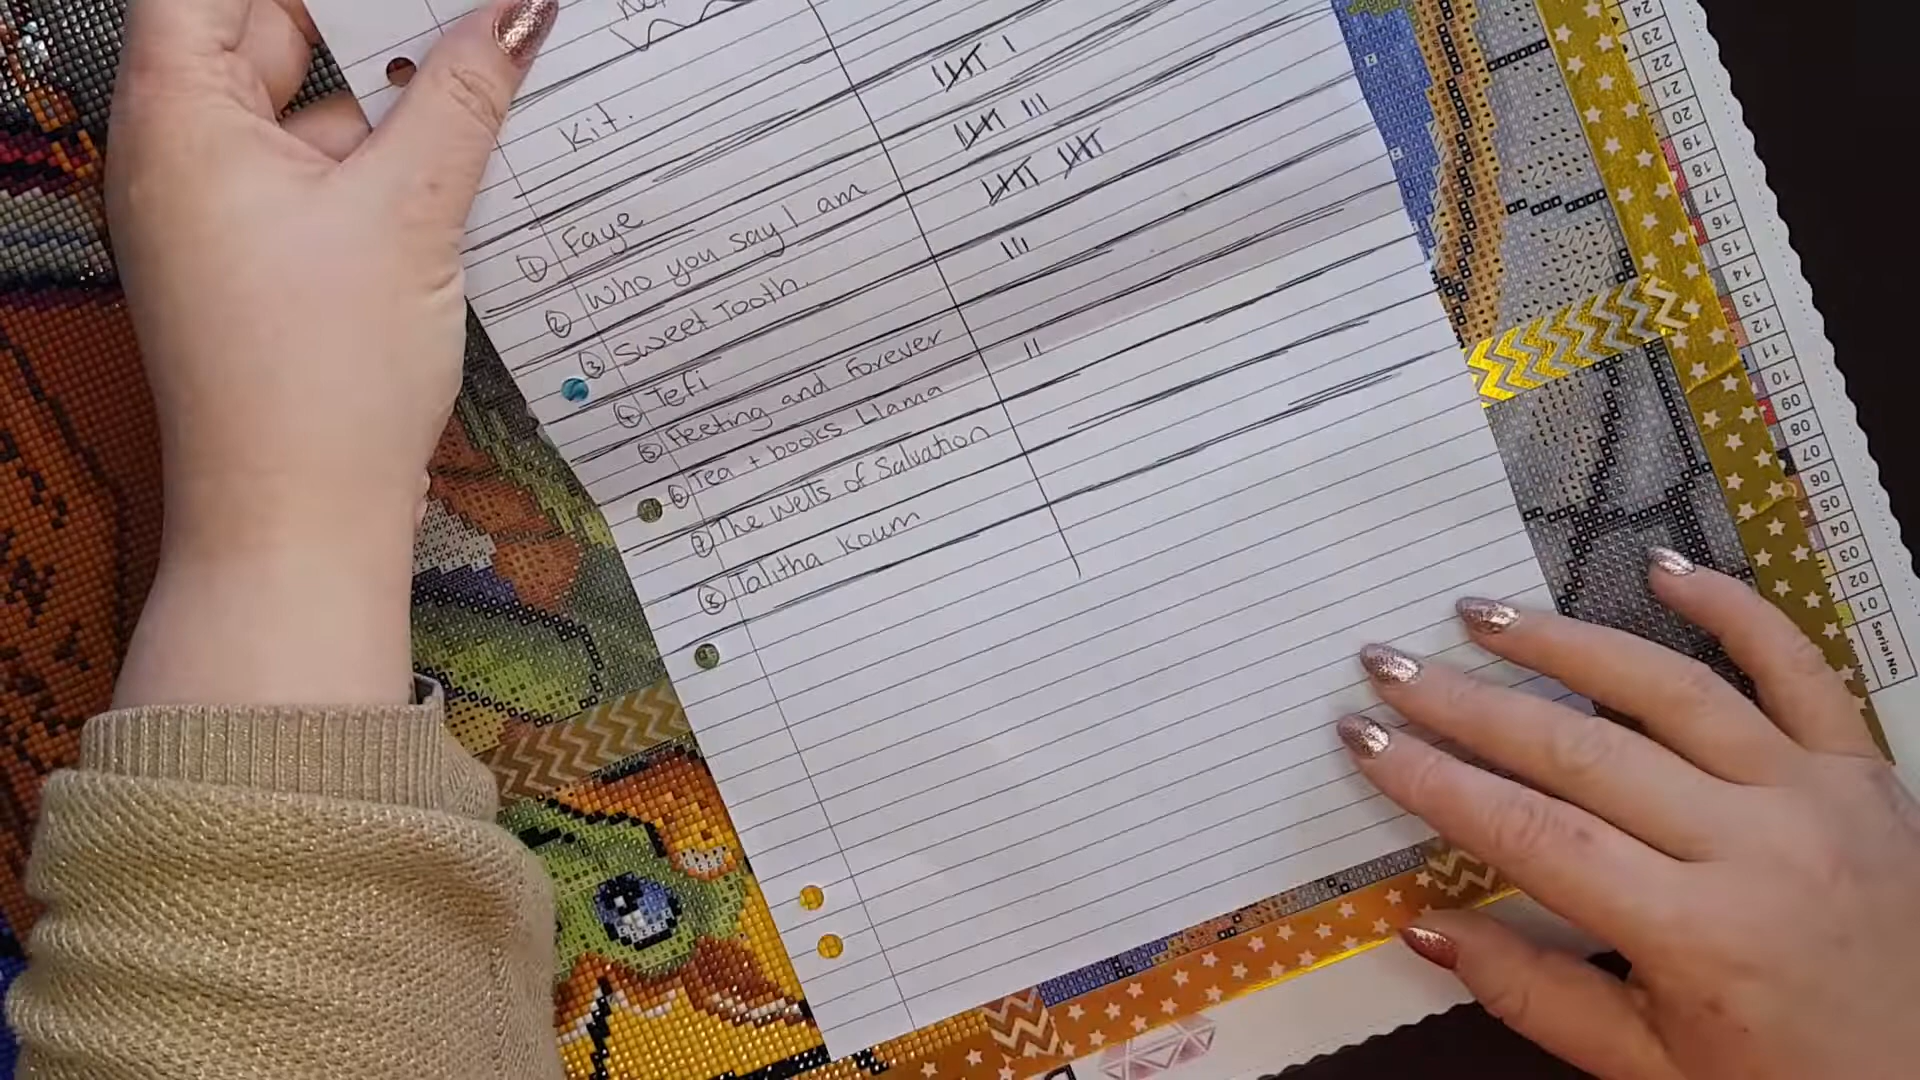 Kit.
① Faye
② Who you say I am
③ Sweet Tooth.
④ Tefi
⑤ Fleeting and Forever
⑥ Tea + books Llama
⑦ The Wells of Salvation
⑧ Talitha Koum
Serial No.
01
02
03
04
05
06
07
08
09
10
11
12
13
14
15
16
17
18
19
20
21
22
23
24